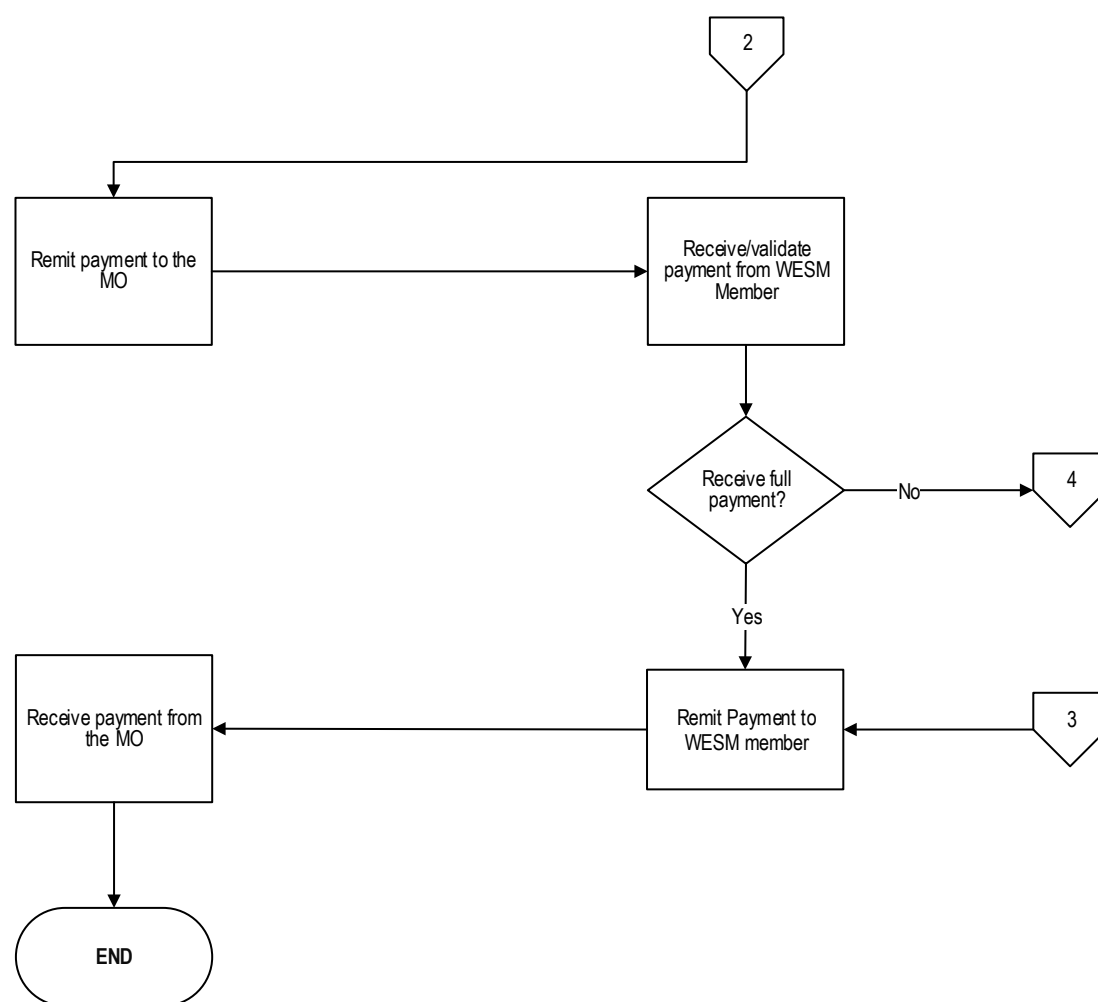 2
Remit payment to the
MO
Receive/validate
payment from WESM
Member
Receive full
payment?
No
4
Yes
Receive payment from
the MO
Remit Payment to
WESM member
3
END